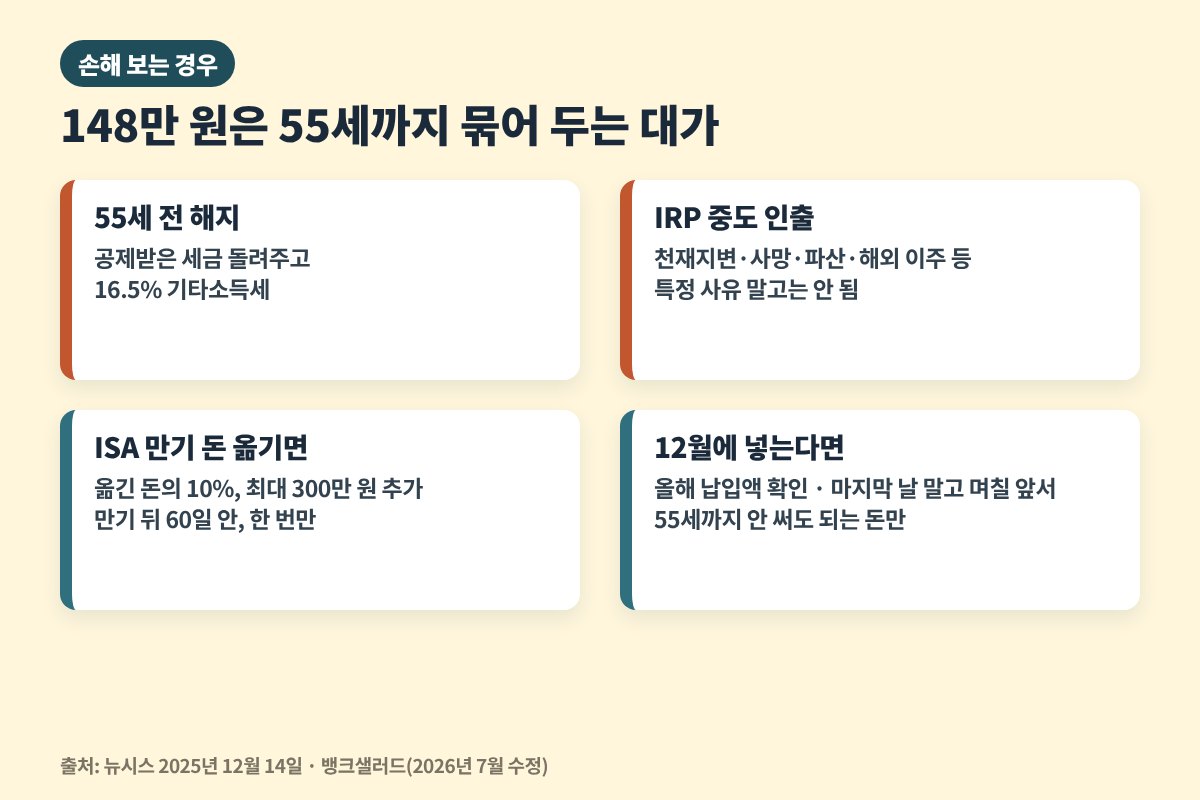 손해 보는 경우
148만 원은 55세까지 묶어 두는 대가
55세 전 해지
공제받은 세금 돌려주고
16.5% 기타소득세
IRP 중도 인출
천재지변·사망·파산·해외 이주 등
특정 사유 말고는 안 됨
ISA 만기 돈 옮기면
옮긴 돈의 10%, 최대 300만 원 추가
만기 뒤 60일 안, 한 번만
12월에 넣는다면
올해 납입액 확인 · 마지막 날 말고 며칠 앞서
55세까지 안 써도 되는 돈만
출처: 뉴시스 2025년 12월 14일 · 뱅크샐러드(2026년 7월 수정)